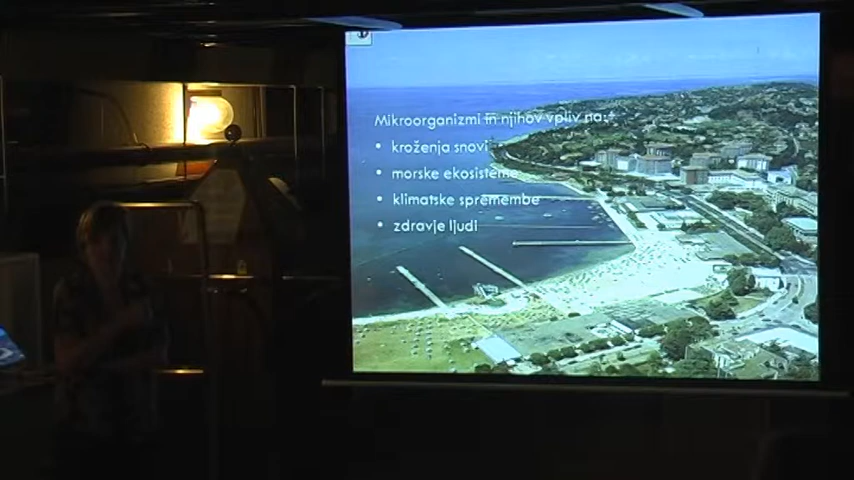 Mikroorganizmi in njihov vpliv na:
• kroženja snovi
• morske ekosisteme
• klimatske spremembe
• zdravje ljudi